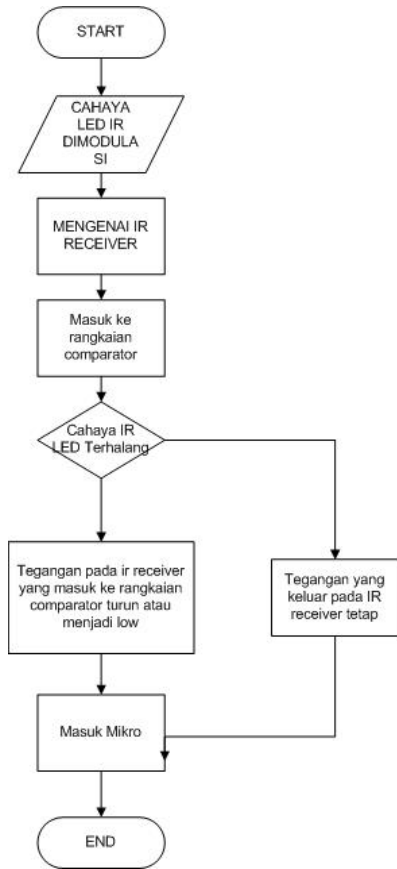 START
CAHAYA
LED IR
DIMODULA
SI
MENGENAI IR
RECEIVER
Masuk ke
rangkaian
comparator
Cahaya IR
LED Terhalang
Tegangan pada ir receiver
yang masuk ke rangkaian
comparator turun atau
menjadi low
Tegangan yang
keluar pada IR
receiver tetap
Masuk Mikro
END